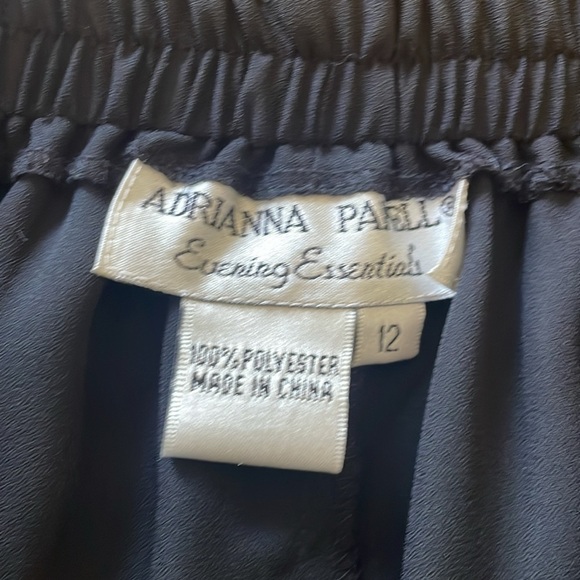 ADRIANNA PAPELL®
Evening Essentials
12
100% POLYESTER
MADE IN CHINA